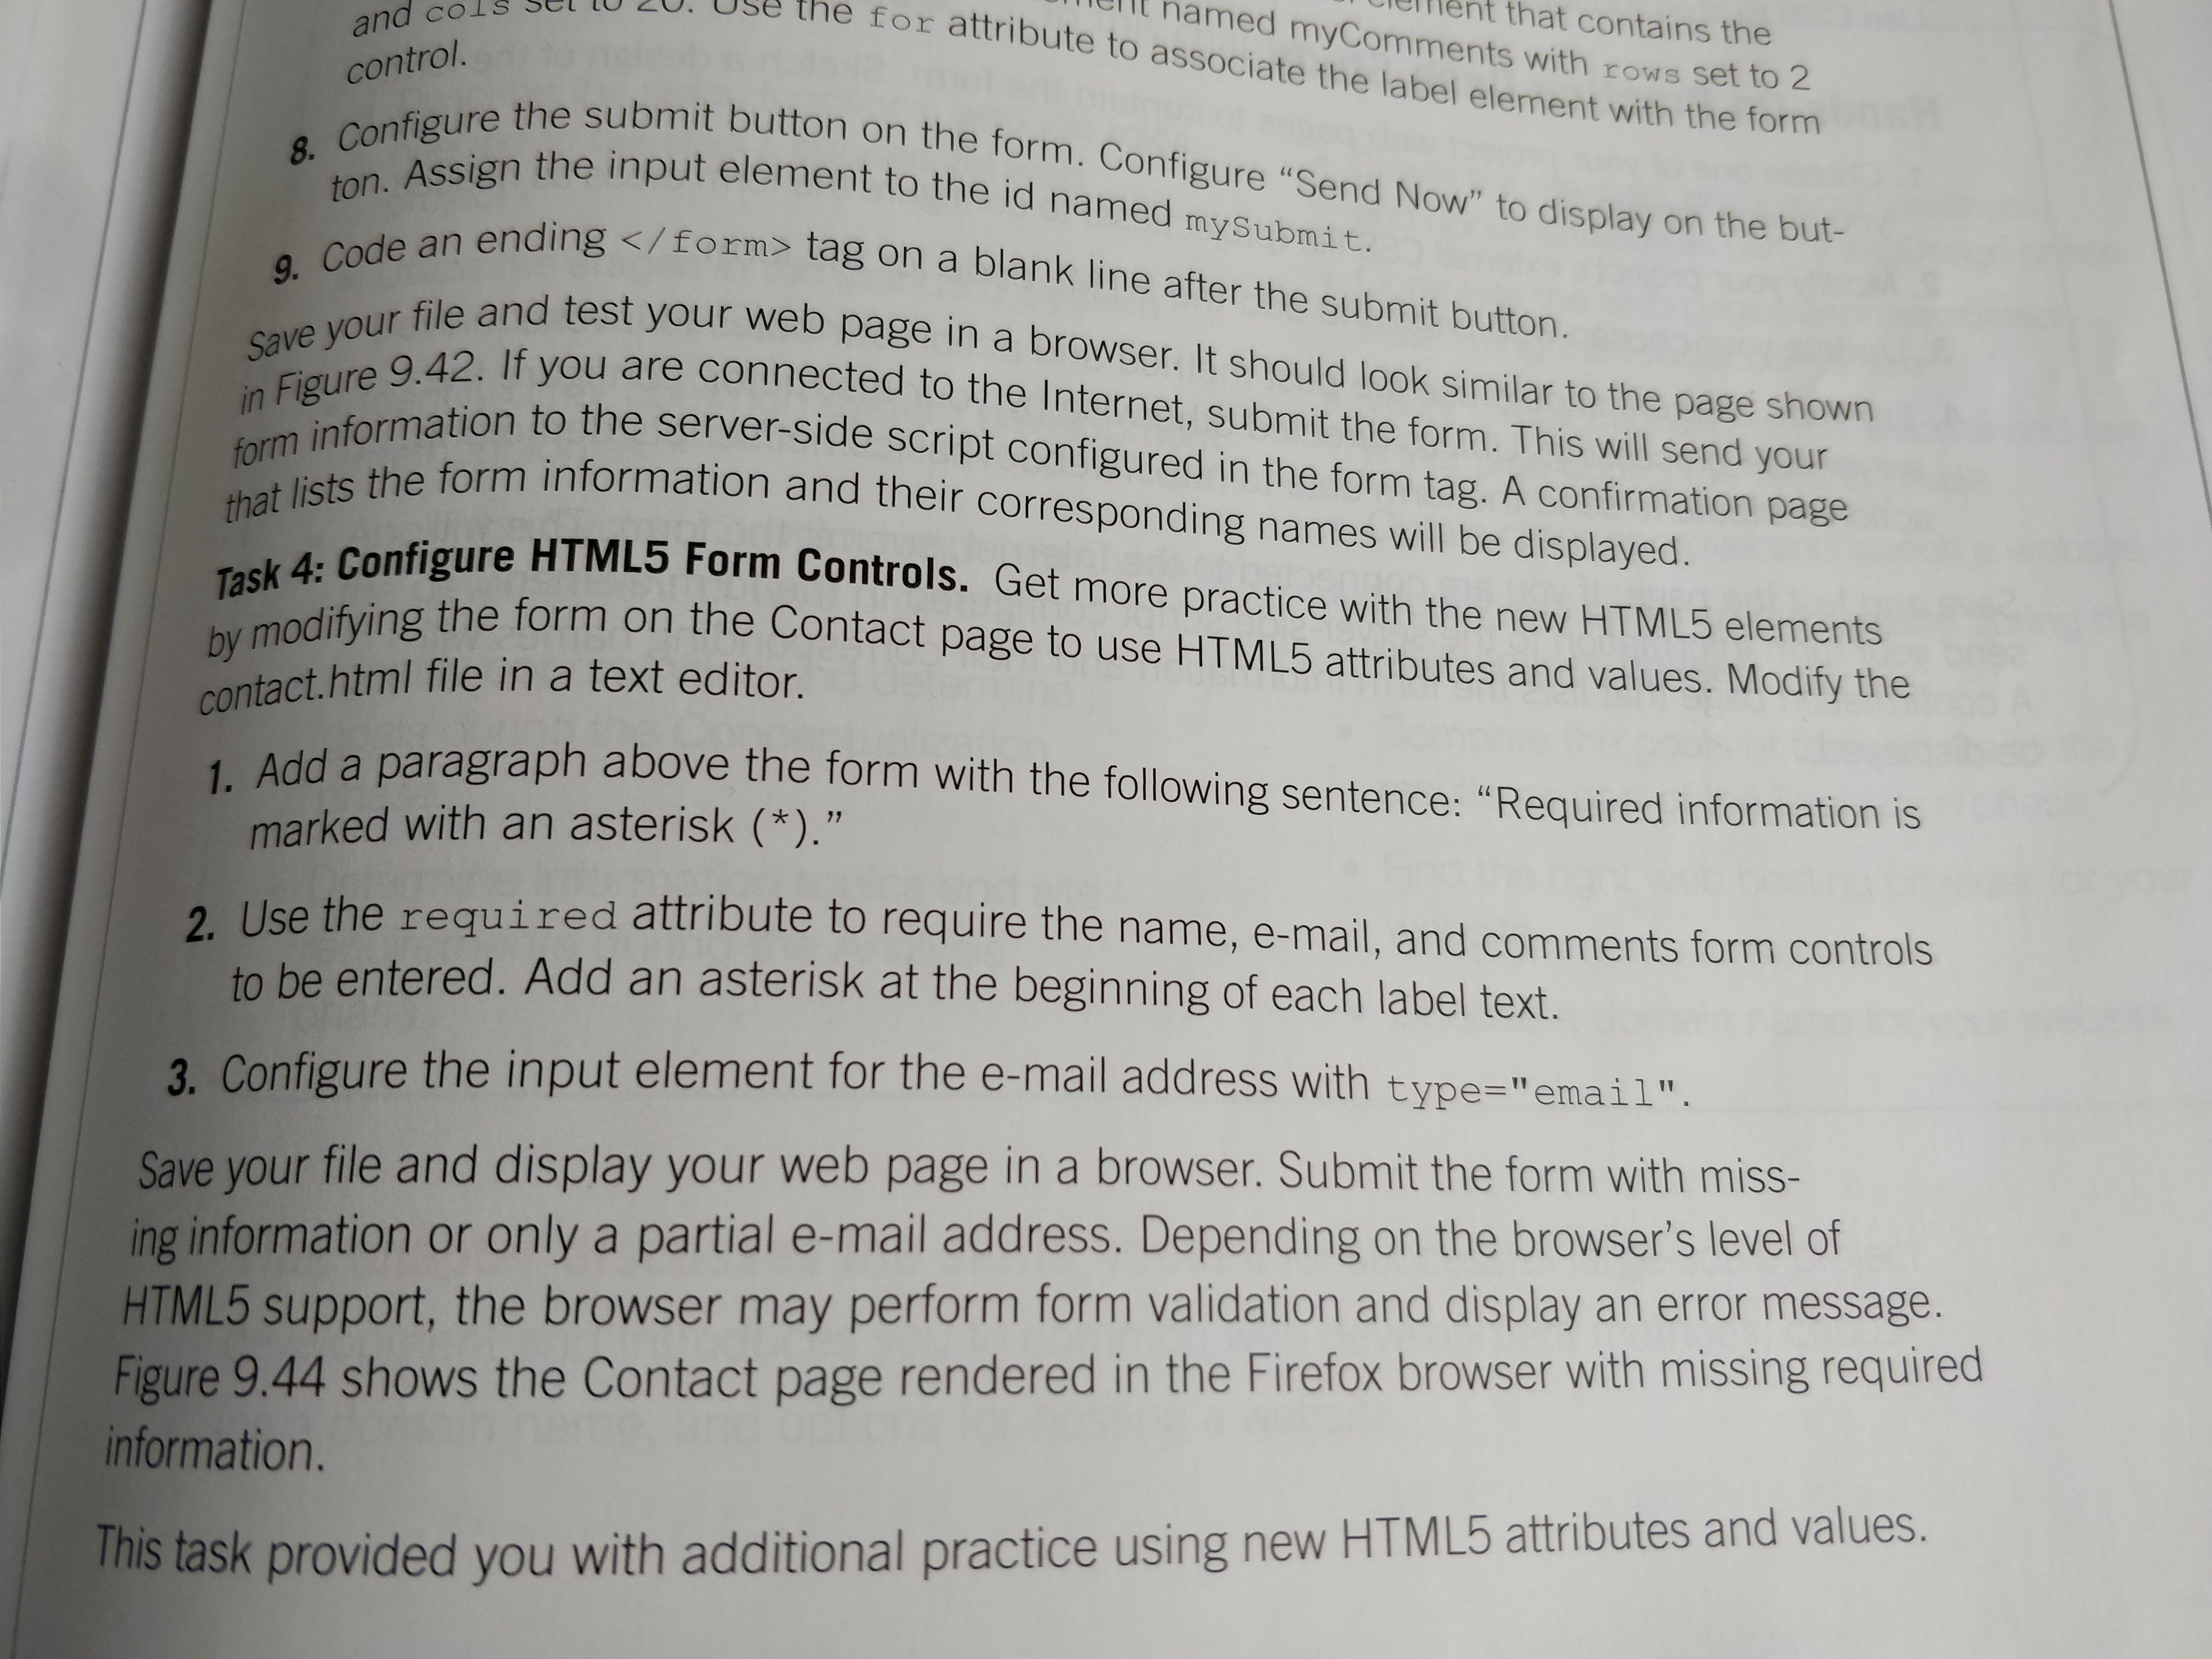 element that contains the
named myComments with rows set to 2
and cols set to 20. Use the for attribute to associate the label element with the form
control.
8. Configure the submit button on the form. Configure “Send Now” to display on the but-
ton. Assign the input element to the id named mySubmit.
9. Code an ending </form> tag on a blank line after the submit button.
Save your file and test your web page in a browser. It should look similar to the page shown
in Figure 9.42. If you are connected to the Internet, submit the form. This will send your
form information to the server-side script configured in the form tag. A confirmation page
that lists the form information and their corresponding names will be displayed.
Task 4: Configure HTML5 Form Controls. Get more practice with the new HTML5 elements
by modifying the form on the Contact page to use HTML5 attributes and values. Modify the
contact.html file in a text editor.
1. Add a paragraph above the form with the following sentence: “Required information is
marked with an asterisk (*).”
2. Use the required attribute to require the name, e-mail, and comments form controls
to be entered. Add an asterisk at the beginning of each label text.
3. Configure the input element for the e-mail address with type="email".
Save your file and display your web page in a browser. Submit the form with miss-
ing information or only a partial e-mail address. Depending on the browser’s level of
HTML5 support, the browser may perform form validation and display an error message.
Figure 9.44 shows the Contact page rendered in the Firefox browser with missing required
information.
This task provided you with additional practice using new HTML5 attributes and values.